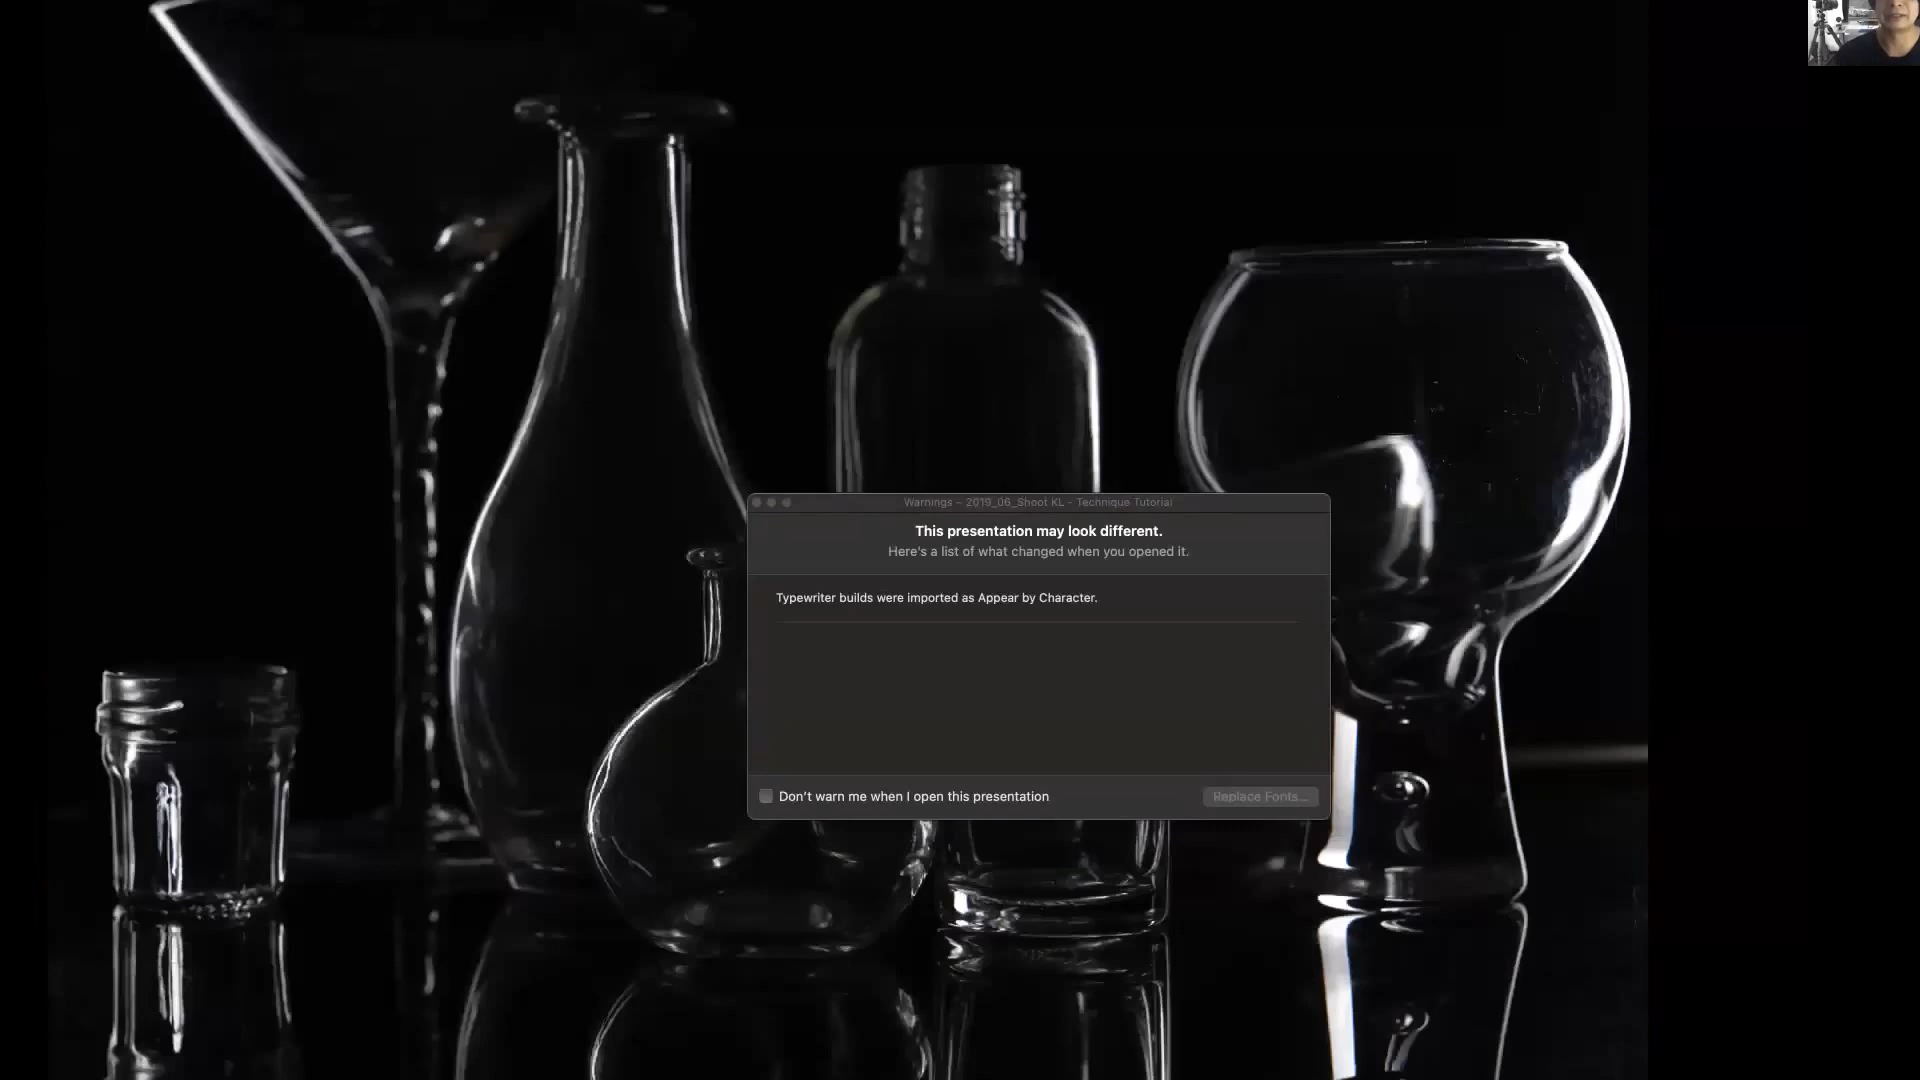 Warnings – 2019_06_Shoot KL - Technique Tutorial
This presentation may look different.
Here's a list of what changed when you opened it.
Typewriter builds were imported as Appear by Character.
Don't warn me when I open this presentation
Replace Fonts...